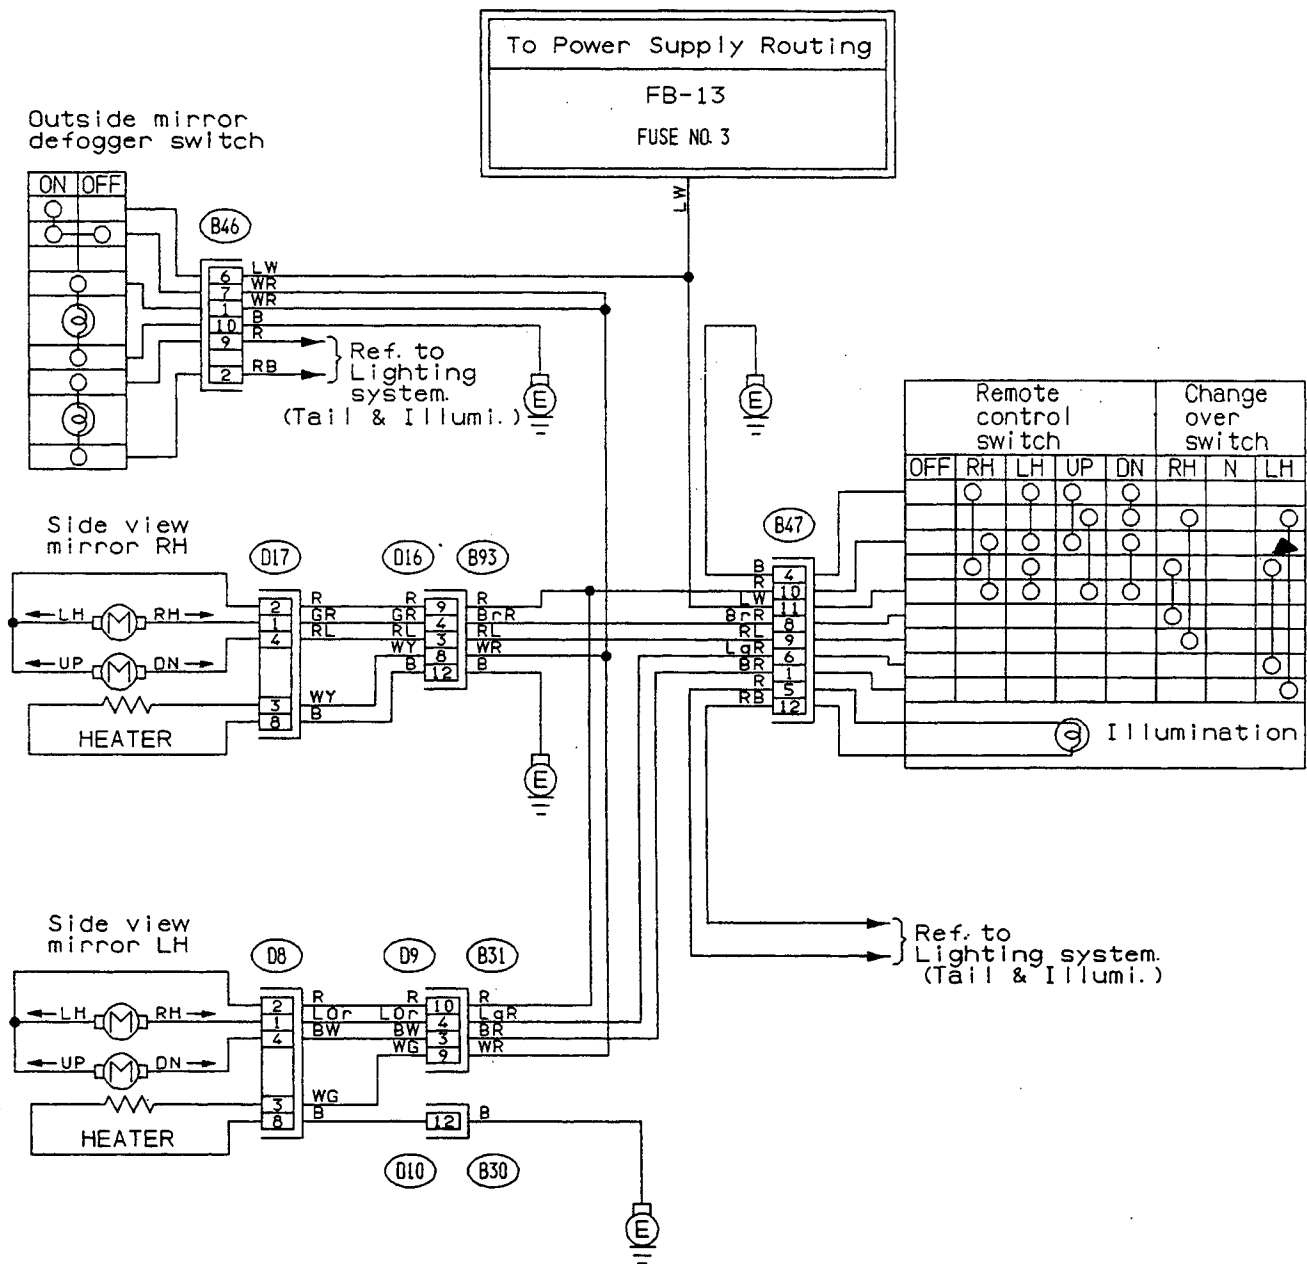 To Power Supply Routing
FB-13
FUSE NO. 3
LW
Outside mirror
defogger switch
ON OFF
B46
6 LW
7 WR
1 WR
10 B
9 R
2 RB
Ref. to
Lighting
system.
(Tail & Illumi.)
E
E
Remote
control
switch
Change
over
switch
OFF RH LH UP DN RH N LH
B47
B 4
R 10
LW 11
BrR 8
RL 9
LgR 6
BR 1
R 5
RB 12
Illumination
Side view
mirror RH
D17 D16 B93
LH M RH
UP M DN
HEATER
2 R R 9 R
1 GR GR 4 BrR
4 RL RL 3 RL
WY 8 WR
B 12 B
3 WY
8 B
E
Ref. to
Lighting system.
(Tail & Illumi.)
Side view
mirror LH
D8 D9 B31
LH M RH
UP M DN
HEATER
2 R R 10 R
1 LOr LOr 4 LgR
4 BW BW 3 BR
WG 9 WR
3 WG
8 B 12 B
D10 B30
E